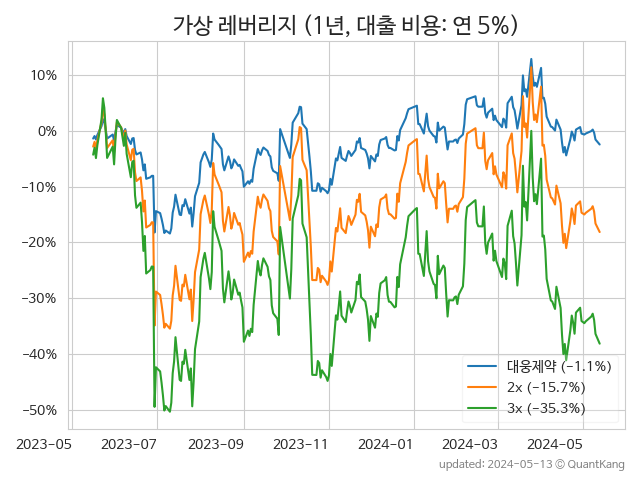 가상 레버리지 (1년, 대출 비용: 연 5%)
10%
0%
−10%
−20%
−30%
−40%
−50%
대웅제약 (−1.1%)
2x (−15.7%)
3x (−35.3%)
2023-05 2023-07 2023-09 2023-11 2024-01 2024-03 2024-05
updated: 2024-05-13 © QuantKang